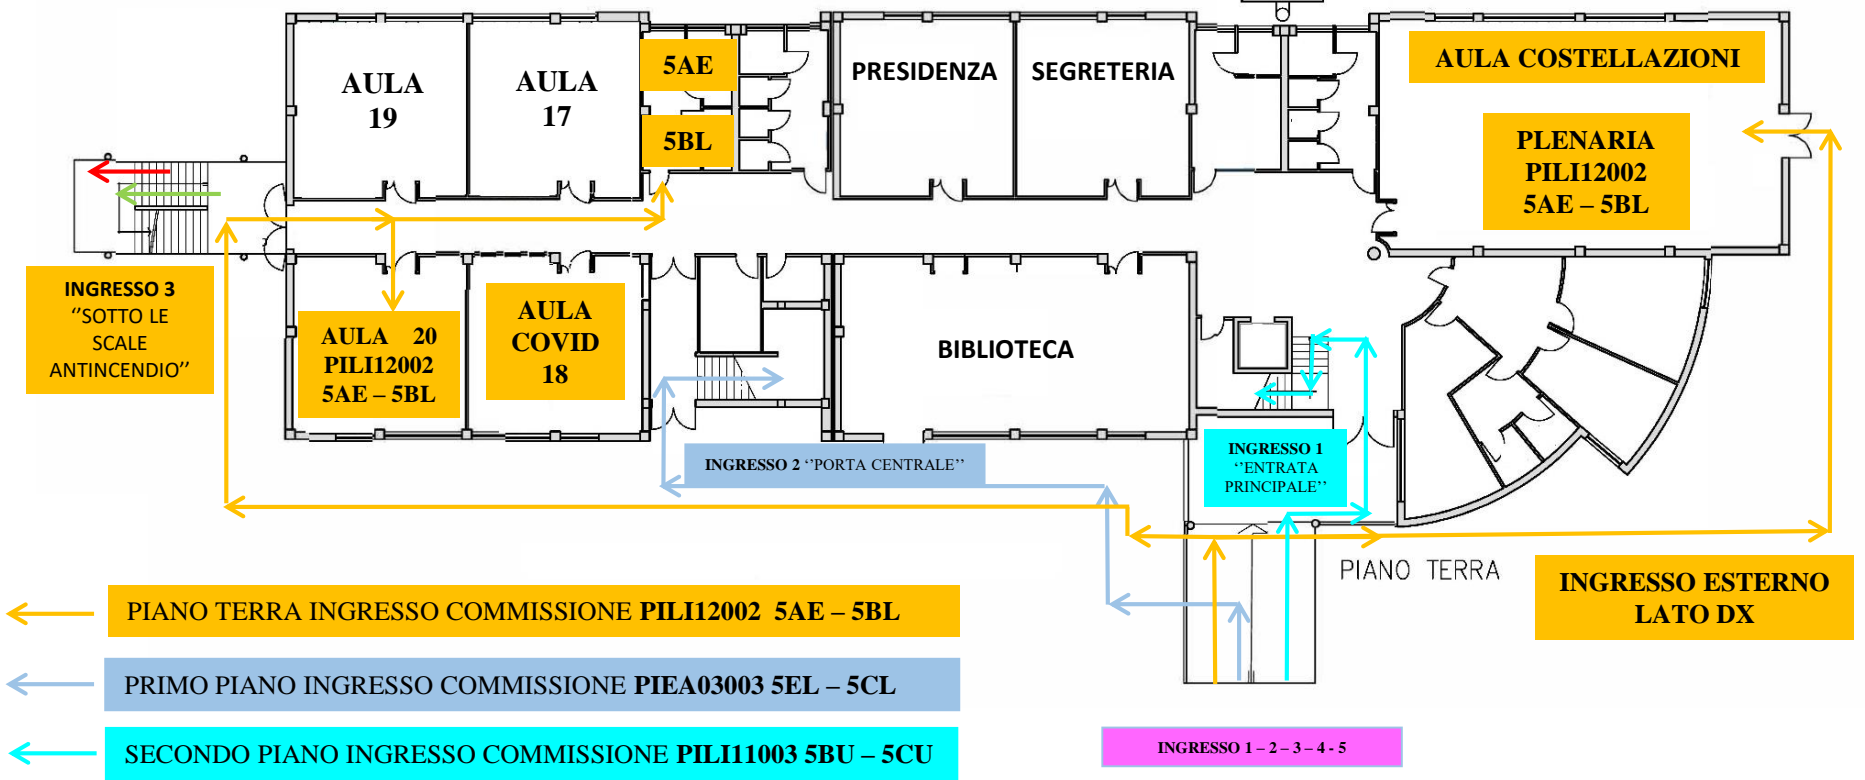 AULA
19
AULA
17
5AE
5BL
PRESIDENZA
SEGRETERIA
AULA COSTELLAZIONI
PLENARIA
PILI12002
5AE – 5BL
INGRESSO 3
‘’SOTTO LE
SCALE
ANTINCENDIO’’
AULA 20
PILI12002
5AE – 5BL
AULA
COVID
18
BIBLIOTECA
INGRESSO 2 ‘’PORTA CENTRALE’’
INGRESSO 1
‘’ENTRATA
PRINCIPALE’’
PIANO TERRA
INGRESSO ESTERNO
LATO DX
PIANO TERRA INGRESSO COMMISSIONE PILI12002 5AE – 5BL
PRIMO PIANO INGRESSO COMMISSIONE PIEA03003 5EL – 5CL
SECONDO PIANO INGRESSO COMMISSIONE PILI11003 5BU – 5CU
INGRESSO 1 – 2 – 3 – 4 - 5